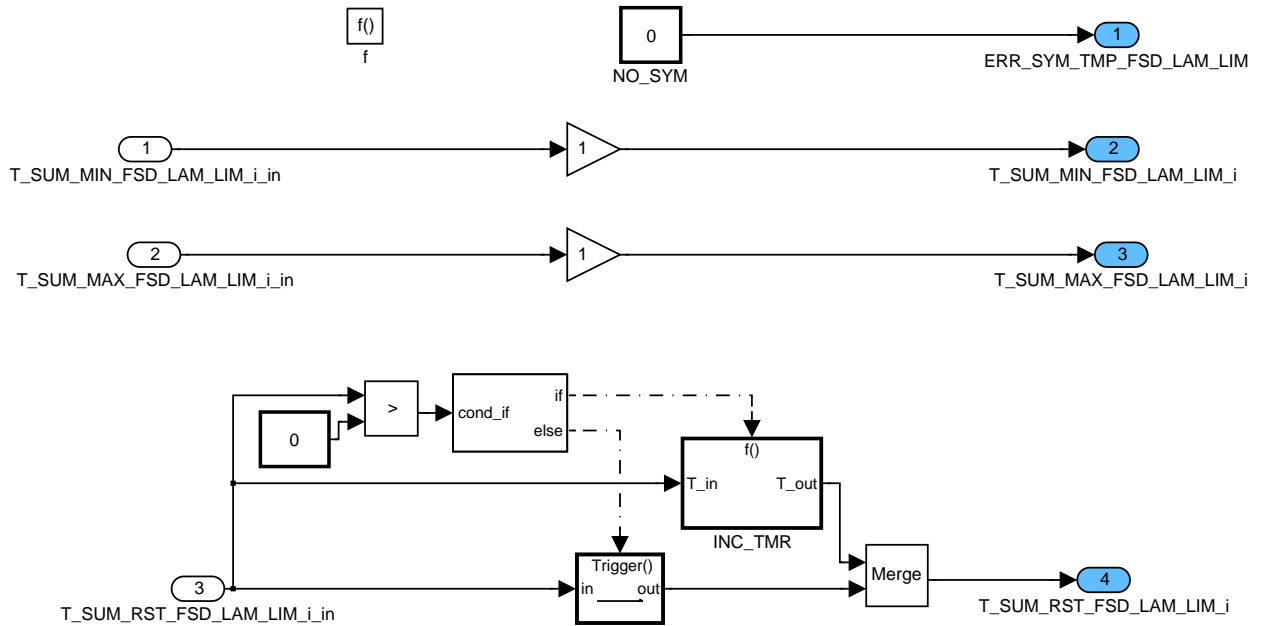 f()
f
0
NO_SYM
1
ERR_SYM_TMP_FSD_LAM_LIM
1
T_SUM_MIN_FSD_LAM_LIM_i_in
1
2
T_SUM_MIN_FSD_LAM_LIM_i
2
T_SUM_MAX_FSD_LAM_LIM_i_in
1
3
T_SUM_MAX_FSD_LAM_LIM_i
0
>
cond_if
if
else
f()
T_in
T_out
INC_TMR
3
T_SUM_RST_FSD_LAM_LIM_i_in
Trigger()
in
out
Merge
4
T_SUM_RST_FSD_LAM_LIM_i